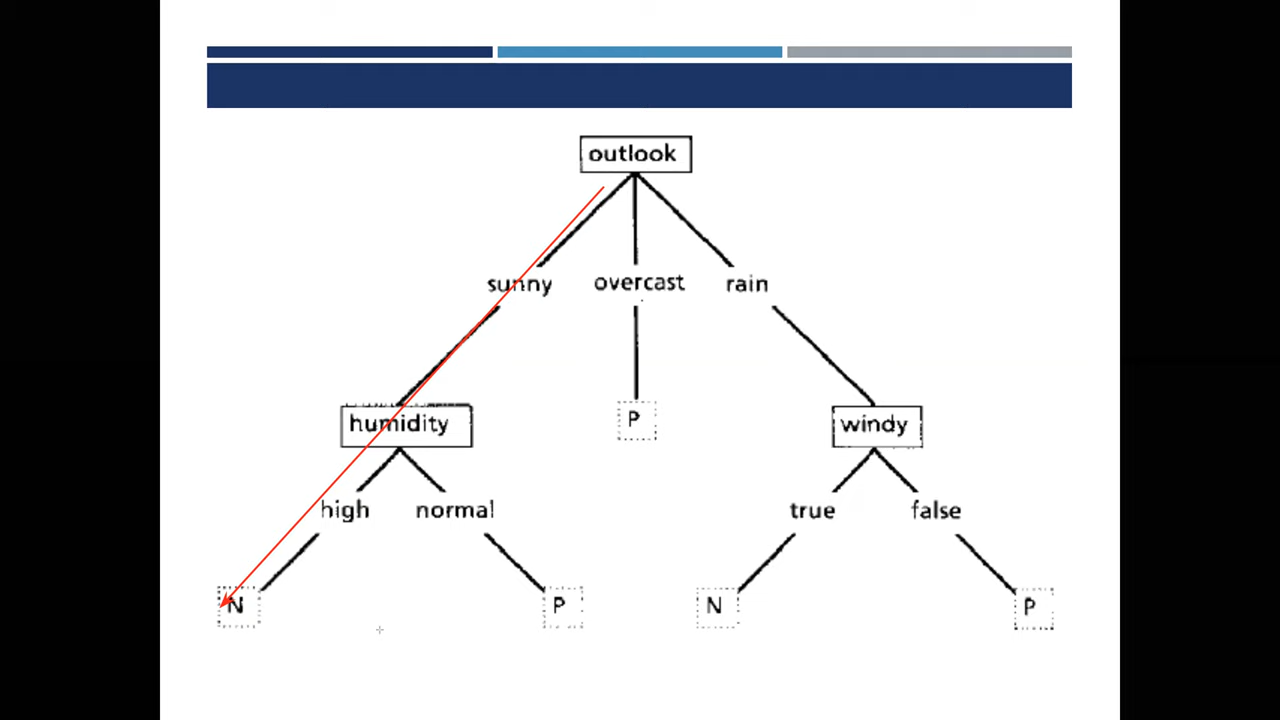 outlook
sunny overcast rain
humidity P windy
high normal true false
N P N P